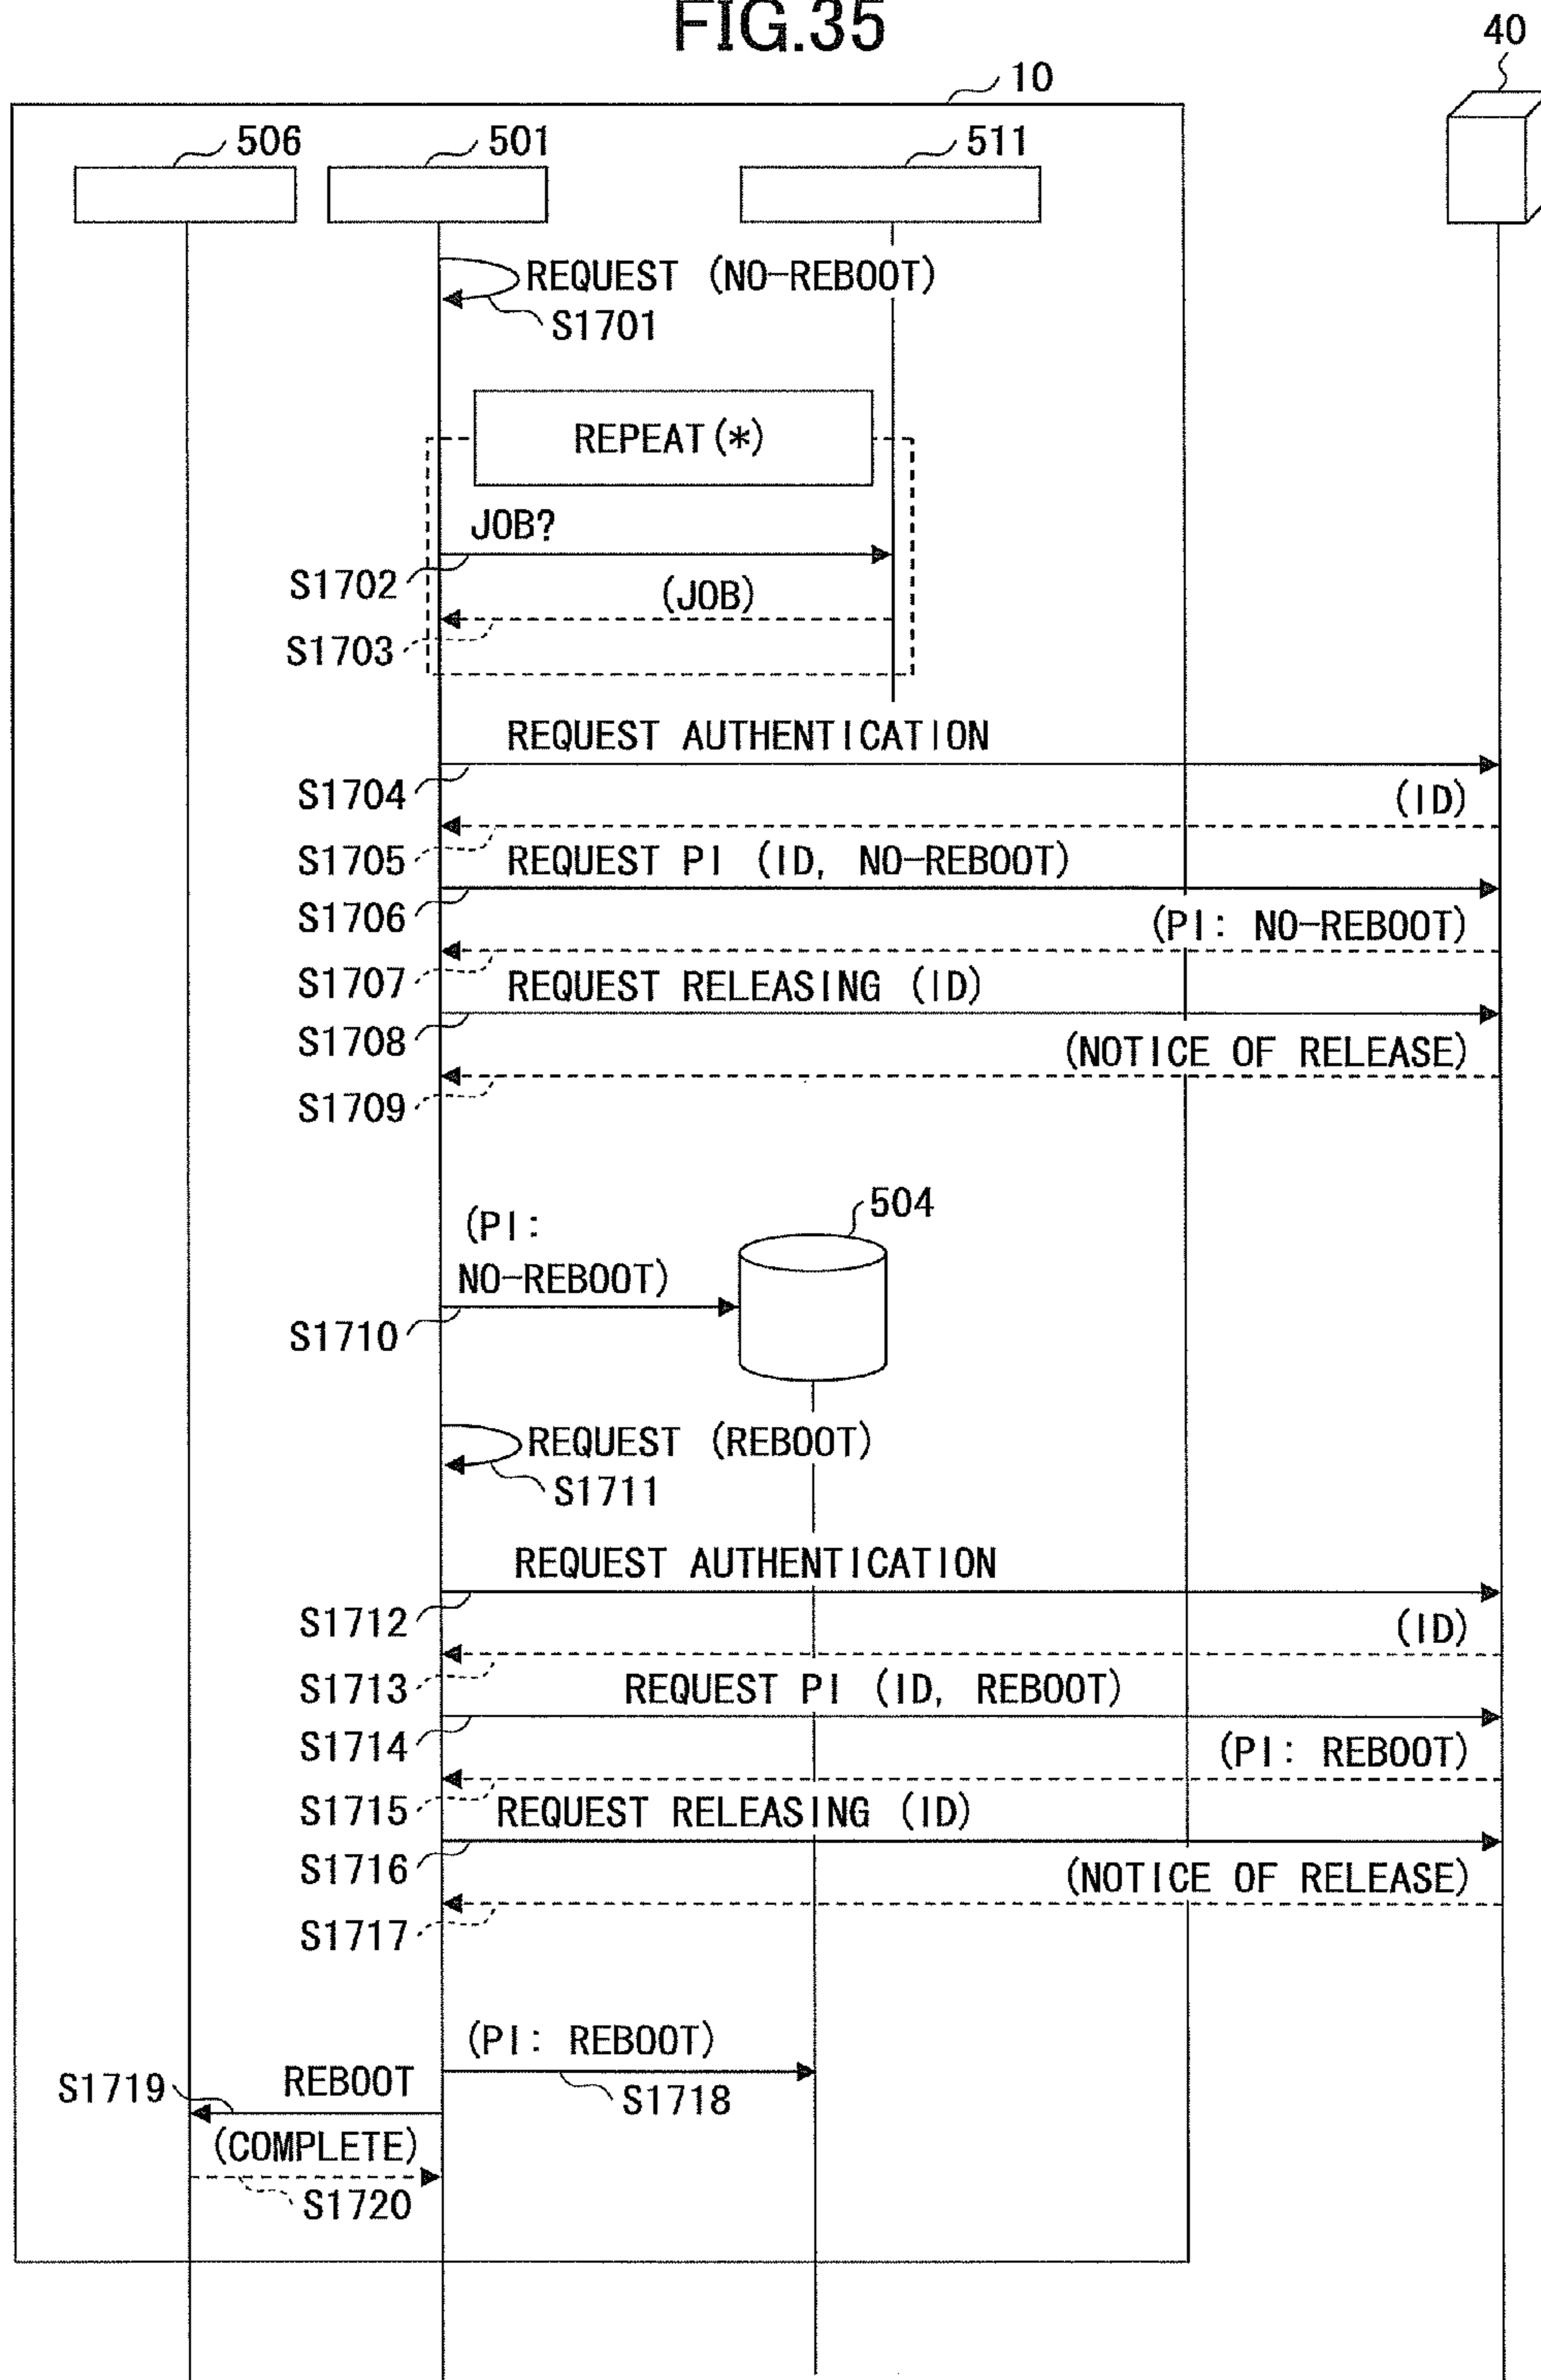 FIG.35
40
10
506
501
511
REQUEST (NO-REBOOT)
S1701
REPEAT(*)
JOB?
S1702
(JOB)
S1703
REQUEST AUTHENTICATION
S1704
(ID)
S1705
REQUEST PI (ID, NO-REBOOT)
S1706
(PI: NO-REBOOT)
S1707
REQUEST RELEASING (ID)
S1708
(NOTICE OF RELEASE)
S1709
504
(PI:
NO-REBOOT)
S1710
REQUEST (REBOOT)
S1711
REQUEST AUTHENTICATION
S1712
(ID)
S1713
REQUEST PI (ID, REBOOT)
S1714
(PI: REBOOT)
S1715
REQUEST RELEASING (ID)
S1716
(NOTICE OF RELEASE)
S1717
(PI: REBOOT)
S1718
REBOOT
S1719
(COMPLETE)
S1720